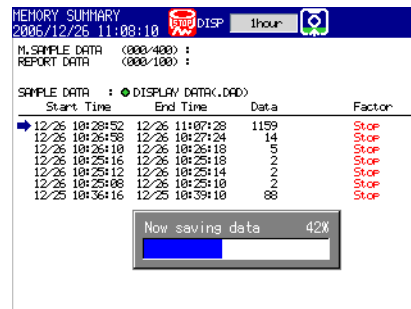 MEMORY SUMMARY
2006/12/26 11:08:10 STOP DISP 1hour
M.SAMPLE DATA (000/400) :
REPORT DATA (000/100) :
SAMPLE DATA : DISPLAY DATA(.DAD)
Start Time End Time Data Factor
12/26 10:28:52 12/26 11:07:28 1159 Stop
12/26 10:26:58 12/26 10:27:24 14 Stop
12/26 10:26:10 12/26 10:26:18 5 Stop
12/26 10:25:16 12/26 10:25:18 2 Stop
12/26 10:25:12 12/26 10:25:14 2 Stop
12/26 10:25:08 12/26 10:25:10 2 Stop
12/25 10:36:16 12/25 10:39:10 88 Stop
Now saving data 42%